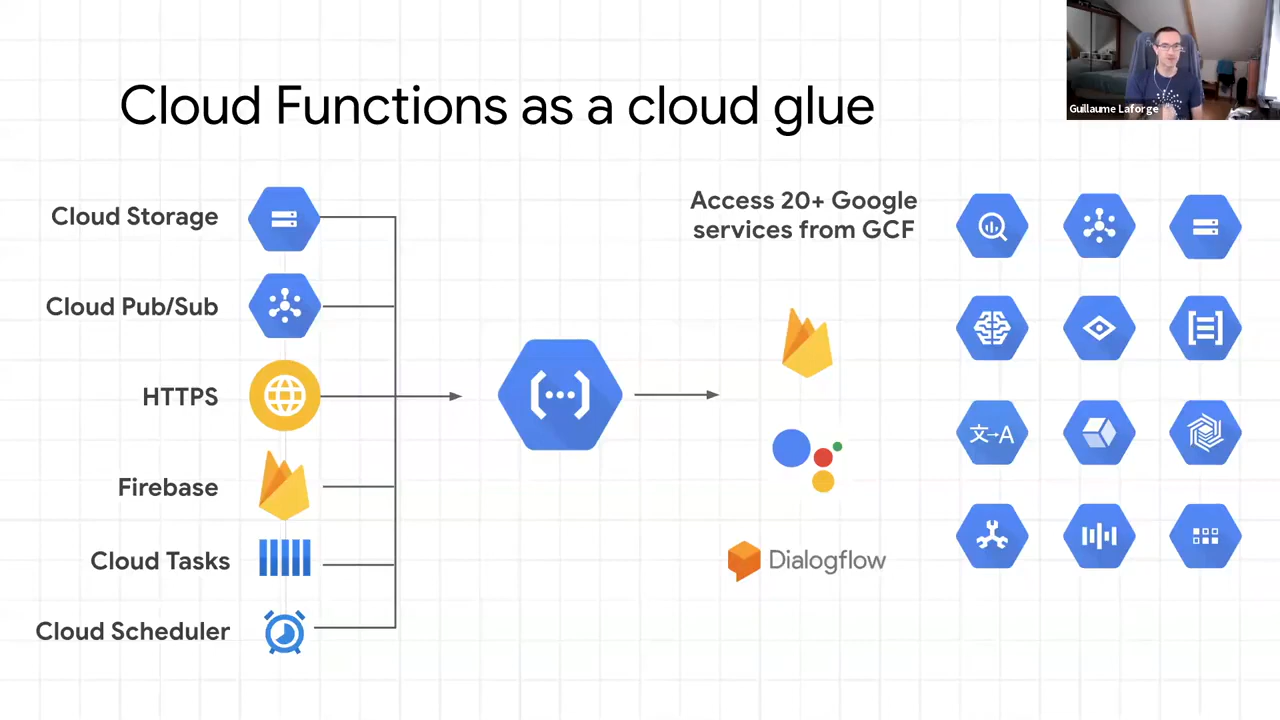 Cloud Functions as a cloud glue
Guillaume Laforge
Cloud Storage
Cloud Pub/Sub
HTTPS
Firebase
Cloud Tasks
Cloud Scheduler
Access 20+ Google
services from GCF
Dialogflow
文→A